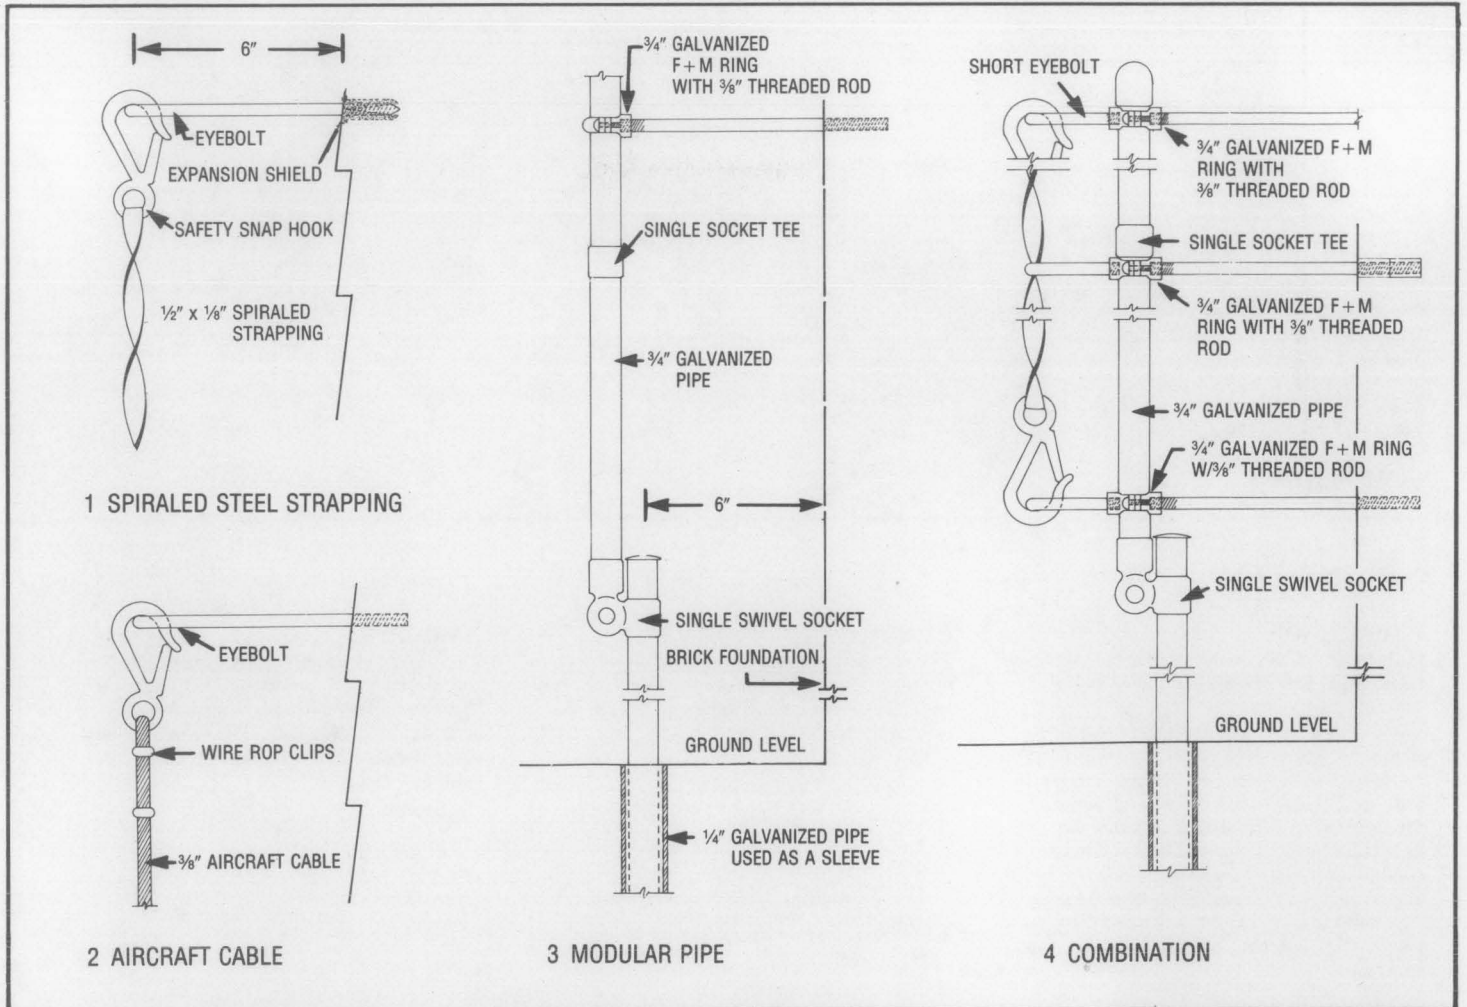 6"
EYEBOLT
EXPANSION SHIELD
SAFETY SNAP HOOK
½" x ⅛" SPIRALED
STRAPPING
1 SPIRALED STEEL STRAPPING
EYEBOLT
WIRE ROP CLIPS
⅜" AIRCRAFT CABLE
2 AIRCRAFT CABLE
¾" GALVANIZED
F + M RING
WITH ⅜" THREADED ROD
SINGLE SOCKET TEE
¾" GALVANIZED
PIPE
6"
SINGLE SWIVEL SOCKET
BRICK FOUNDATION
GROUND LEVEL
¼" GALVANIZED PIPE
USED AS A SLEEVE
3 MODULAR PIPE
SHORT EYEBOLT
¾" GALVANIZED F + M
RING WITH
⅜" THREADED ROD
SINGLE SOCKET TEE
¾" GALVANIZED F + M
RING WITH ⅜" THREADED
ROD
¾" GALVANIZED PIPE
¾" GALVANIZED F + M RING
W/⅜" THREADED ROD
SINGLE SWIVEL SOCKET
GROUND LEVEL
4 COMBINATION